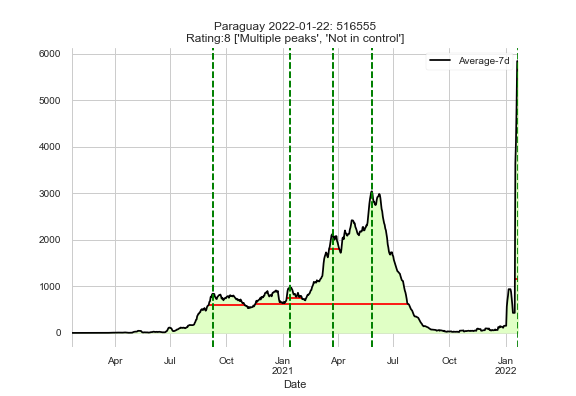 Paraguay 2022-01-22: 516555
Rating:8 ['Multiple peaks', 'Not in control']
Average-7d
6000
5000
4000
3000
2000
1000
0
Apr Jul Oct Jan Apr Jul Oct Jan
2021 2022
Date